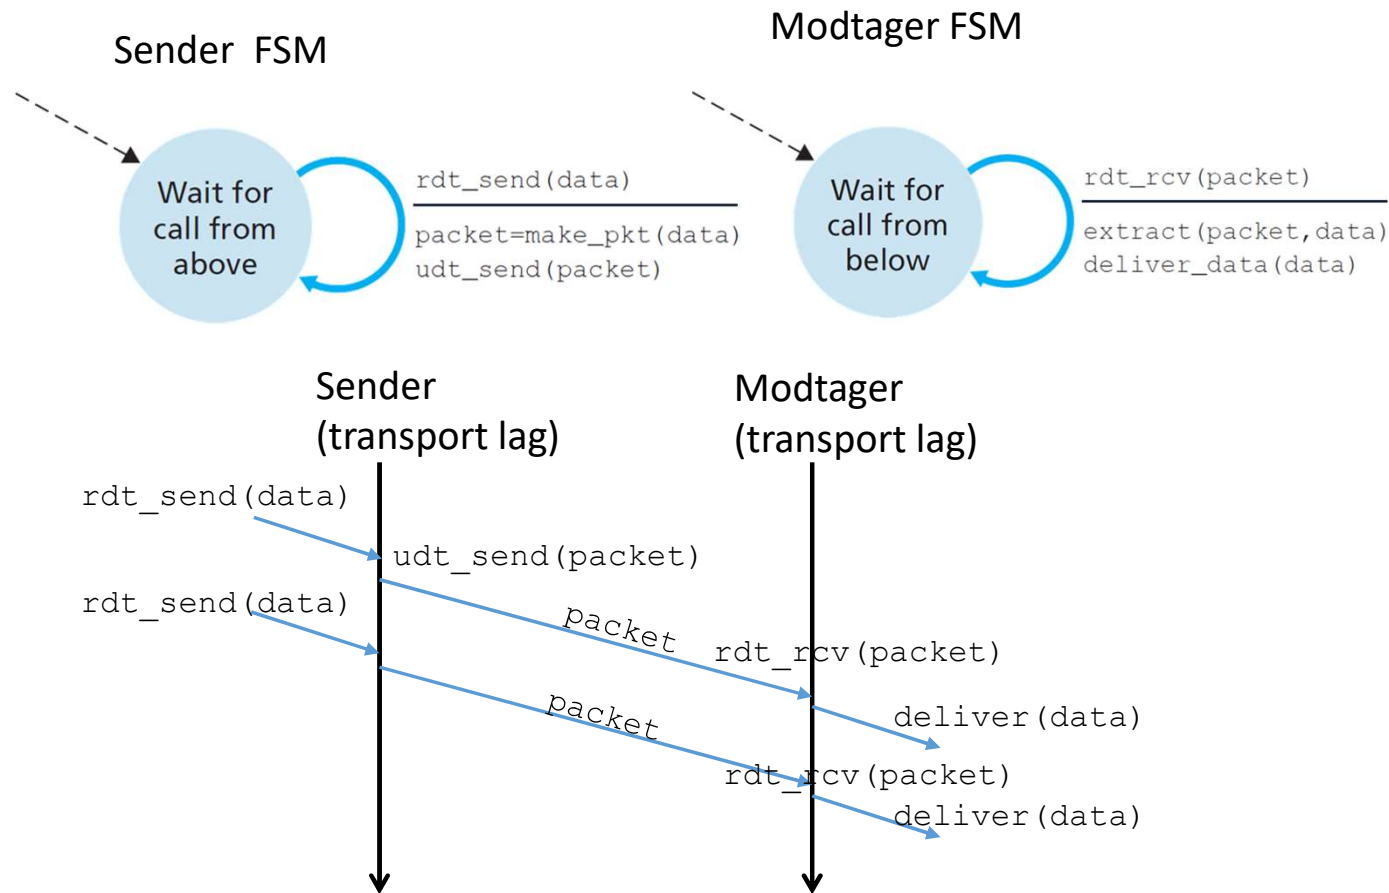 Sender FSM
Modtager FSM
Wait for
call from
above
rdt_send(data)
packet=make_pkt(data)
udt_send(packet)
Wait for
call from
below
rdt_rcv(packet)
extract(packet,data)
deliver_data(data)
Sender
(transport lag)
Modtager
(transport lag)
rdt_send(data)
udt_send(packet)
rdt_send(data)
packet
rdt_rcv(packet)
packet
deliver(data)
rdt_rcv(packet)
deliver(data)